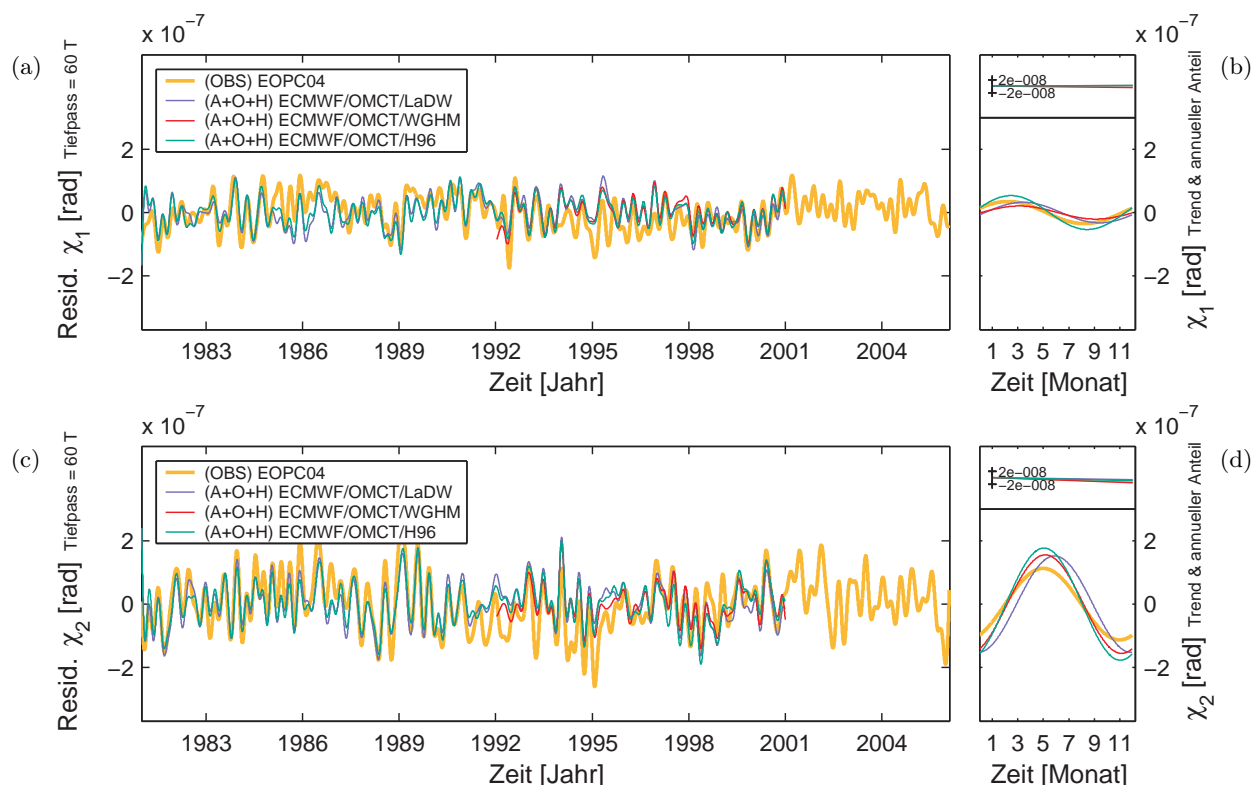 x 10⁻⁷
x 10⁻⁷
(a)
(b)
Resid. χ₁ [rad] Tiefpass = 60 T
(OBS) EOPC04
(A+O+H) ECMWF/OMCT/LaDW
(A+O+H) ECMWF/OMCT/WGHM
(A+O+H) ECMWF/OMCT/H96
2
0
−2
1983 1986 1989 1992 1995 1998 2001 2004
Zeit [Jahr]
2e−008
−2e−008
2
0
−2
χ₁ [rad] Trend & annueller Anteil
1 3 5 7 9 11
Zeit [Monat]
x 10⁻⁷
x 10⁻⁷
(c)
(d)
Resid. χ₂ [rad] Tiefpass = 60 T
(OBS) EOPC04
(A+O+H) ECMWF/OMCT/LaDW
(A+O+H) ECMWF/OMCT/WGHM
(A+O+H) ECMWF/OMCT/H96
2
0
−2
1983 1986 1989 1992 1995 1998 2001 2004
Zeit [Jahr]
2e−008
−2e−008
2
0
−2
χ₂ [rad] Trend & annueller Anteil
1 3 5 7 9 11
Zeit [Monat]